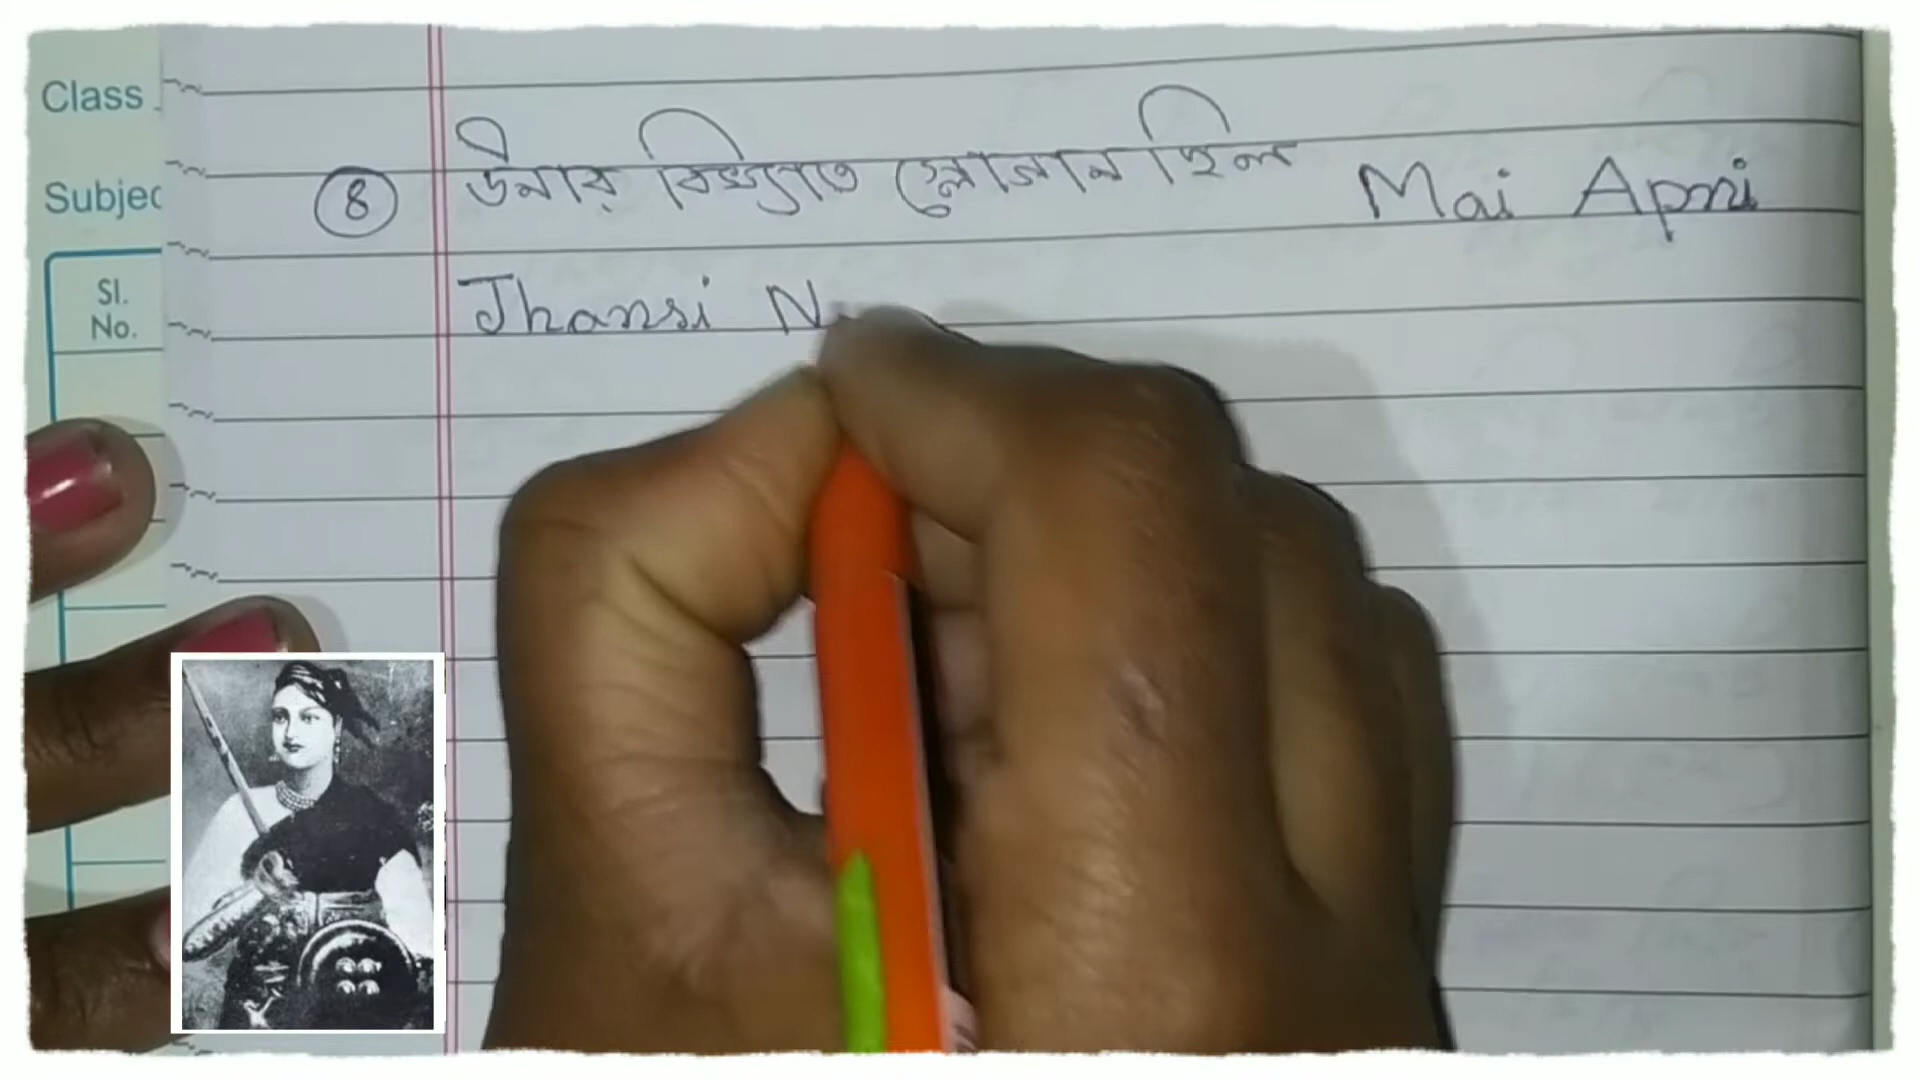 Class
Subjec
Sl.
No.
৪ উনার বিখ্যাত স্লোগান ছিল Mai Apni
Jhansi N